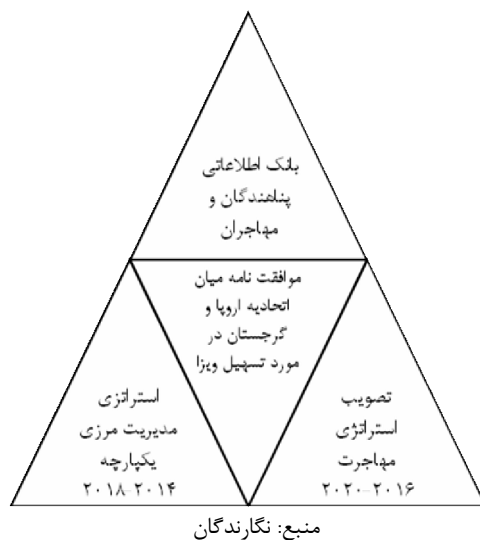 بانک اطلاعاتی
پناهندگان و
مهاجران
موافقت نامه میان
اتحادیه اروپا و
گرجستان در
مورد تسهیل ویزا
تصویب
استراتژی
مهاجرت
۲۰۲۰-۲۰۱۶
استراتژی
مدیریت مرزی
یکپارچه
۲۰۱۸-۲۰۱۴
منبع: نگارندگان